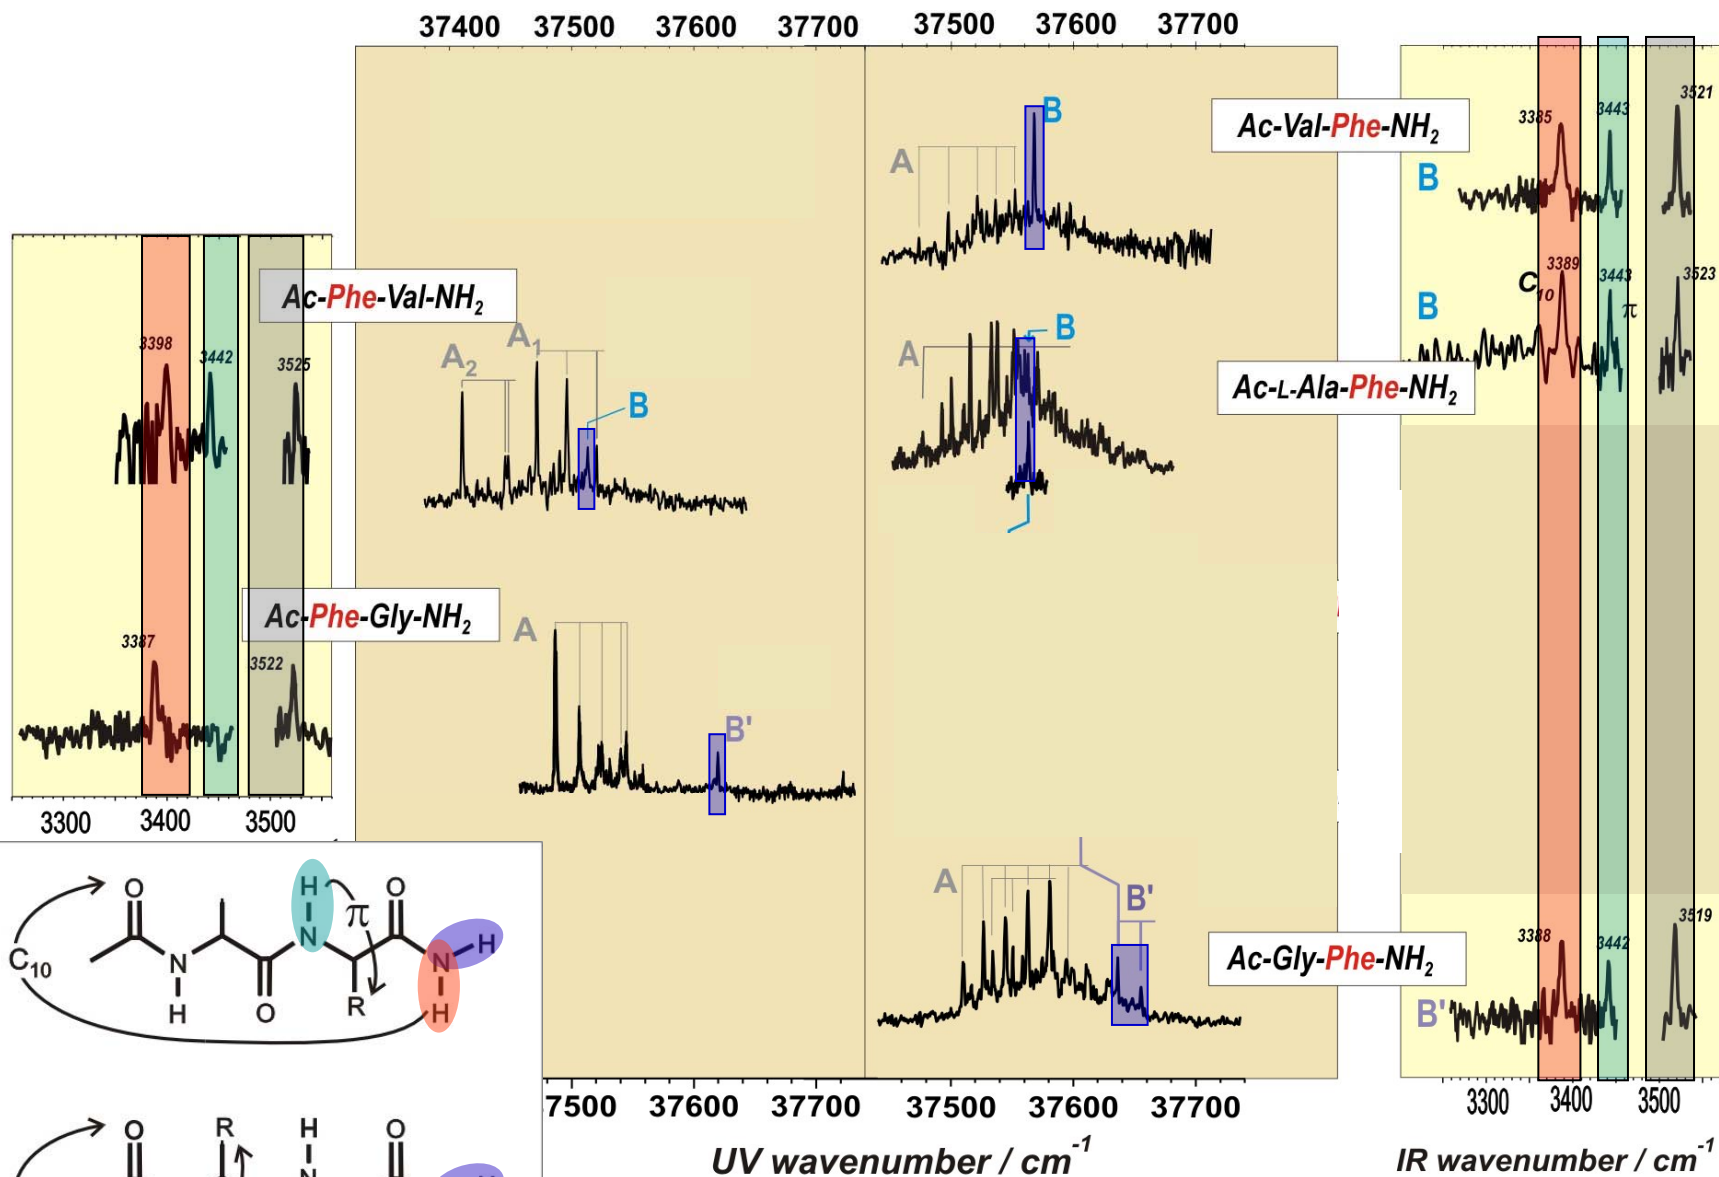 37400 37500 37600 37700
37500 37600 37700
B
A
Ac-Val-Phe-NH2
3385
3443
3521
B
Ac-Phe-Val-NH2
3398
3442
3525
A2
A1
B
A
B
Ac-L-Ala-Phe-NH2
C10
3389
3443
π
3523
B
Ac-Phe-Gly-NH2
3387
3522
A
B'
3300 3400 3500
A
B'
Ac-Gly-Phe-NH2
3388
3442
3519
B'
7500 37600 37700
37500 37600 37700
3300 3400 3500
UV wavenumber / cm-1
IR wavenumber / cm-1
O
H
π
O
C10
N
N
H
N
H
O
R
H
O
R
H
O